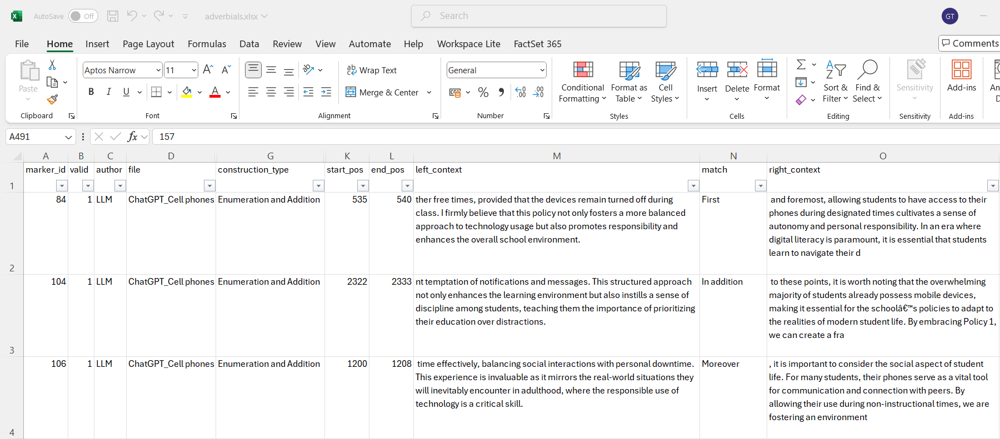 AutoSave Off adverbials.xlsx Search GT
File Home Insert Page Layout Formulas Data Review View Automate Help Workspace Lite FactSet 365 Comments
Aptos Narrow 11 A A Wrap Text General
Paste B I U A Merge & Center % , .00 .00 Conditional Formatting Format as Table Cell Styles Insert Delete Format Sort & Filter Find & Select Sensitivity Add-ins
Clipboard Font Alignment Number Styles Cells Editing Sensitivity Add-ins
A491 fx 157
A B C D G K L M N O
1 marker_id valid author file construction_type start_pos end_pos left_context match right_context
2 84 1 LLM ChatGPT_Cell phones Enumeration and Addition 535 540
ther free times, provided that the devices remain turned off during
class. I firmly believe that this policy not only fosters a more balanced
approach to technology usage but also promotes responsibility and
enhances the overall school environment.
First
and foremost, allowing students to have access to their
phones during designated times cultivates a sense of
autonomy and personal responsibility. In an era where
digital literacy is paramount, it is essential that students
learn to navigate their d
3 104 1 LLM ChatGPT_Cell phones Enumeration and Addition 2322 2333
nt temptation of notifications and messages. This structured approach
not only enhances the learning environment but also instills a sense of
discipline among students, teaching them the importance of prioritizing
their education over distractions.
In addition
to these points, it is worth noting that the overwhelming
majority of students already possess mobile devices,
making it essential for the schoolâ€™s policies to adapt to
the realities of modern student life. By embracing Policy 1,
we can create a fra
4 106 1 LLM ChatGPT_Cell phones Enumeration and Addition 1200 1208
time effectively, balancing social interactions with personal downtime.
This experience is invaluable as it mirrors the real-world situations they
will inevitably encounter in adulthood, where the responsible use of
technology is a critical skill.
Moreover
, it is important to consider the social aspect of student
life. For many students, their phones serve as a vital tool
for communication and connection with peers. By
allowing their use during non-instructional times, we are
fostering an environment